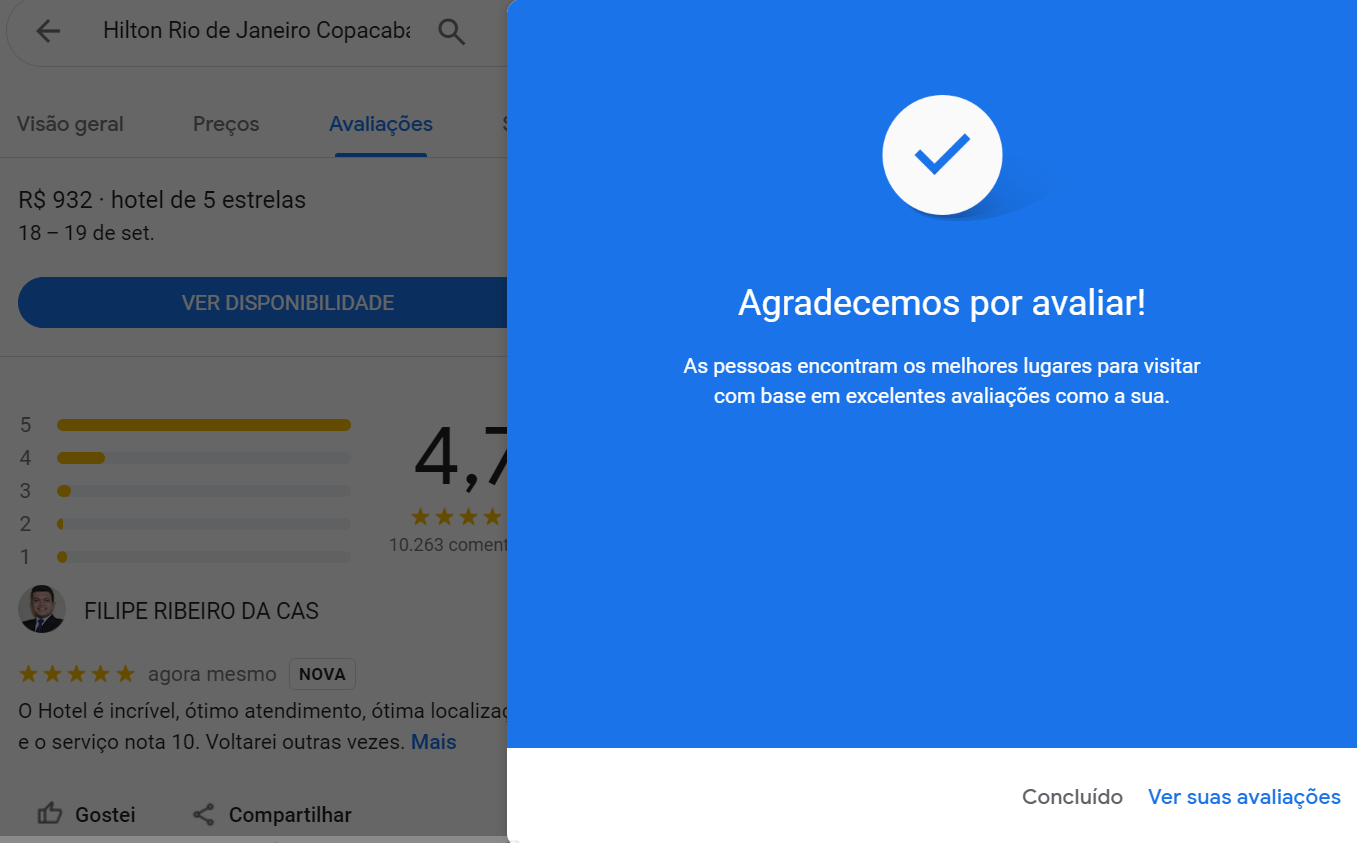 Hilton Rio de Janeiro Copacaba
Visão geral
Preços
Avaliações
R$ 932 · hotel de 5 estrelas
18 – 19 de set.
VER DISPONIBILIDADE
5
4
3
2
1
4,7
10.263 coment
FILIPE RIBEIRO DA CAS
agora mesmo
NOVA
O Hotel é incrível, ótimo atendimento, ótima
e o serviço nota 10. Voltarei outras vezes. Mais
Gostei
Compartilhar
Agradecemos por avaliar!
As pessoas encontram os melhores lugares para visitar
com base em excelentes avaliações como a sua.
Concluído
Ver suas avaliações